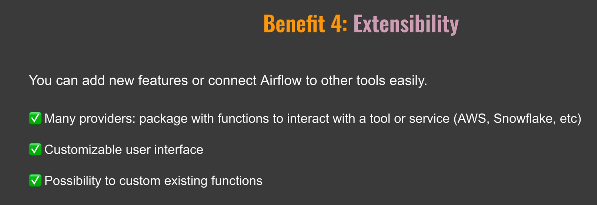 Benefit 4: Extensibility
You can add new features or connect Airflow to other tools easily.
✅ Many providers: package with functions to interact with a tool or service (AWS, Snowflake, etc)
✅ Customizable user interface
✅ Possibility to custom existing functions